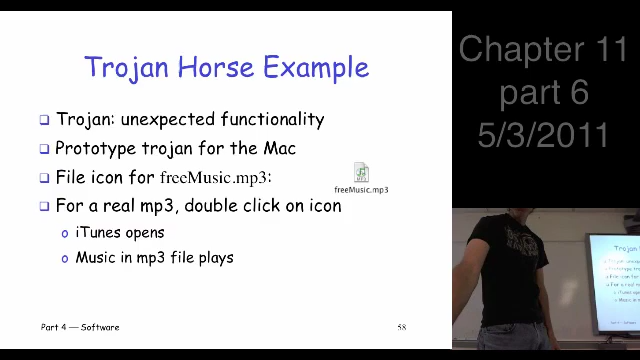 Trojan Horse Example
Trojan: unexpected functionality
Prototype trojan for the Mac
File icon for freeMusic.mp3:
freeMusic.mp3
For a real mp3, double click on icon
iTunes opens
Music in mp3 file plays
Part 4 — Software
58
Chapter 11
part 6
5/3/2011
Trojan H